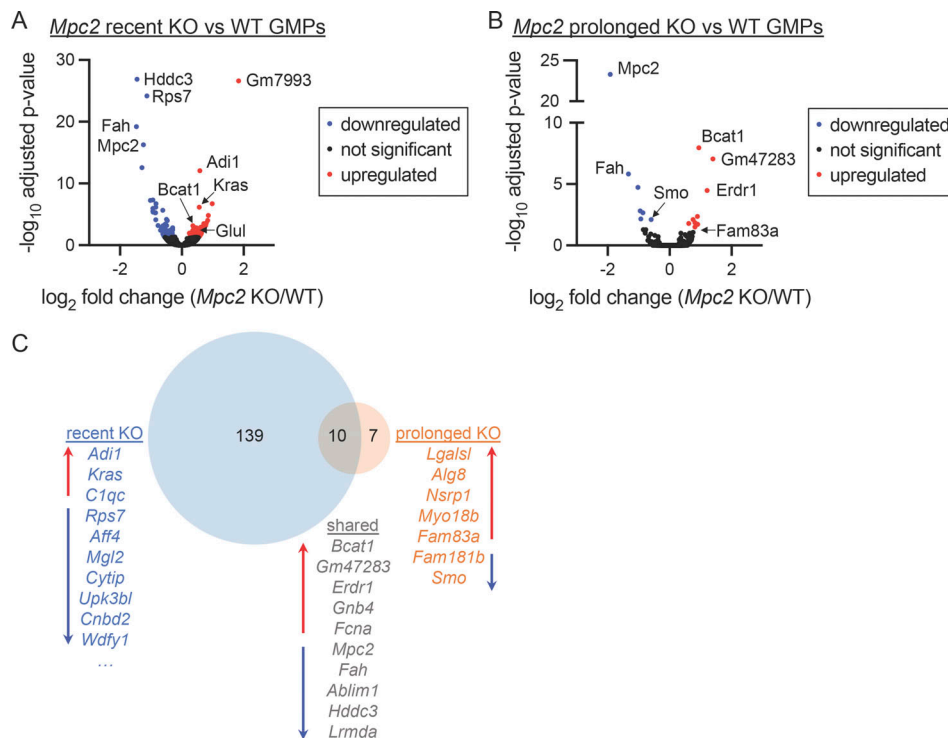 A
Mpc2 recent KO vs WT GMPs
30
20
10
0
-log10 adjusted p-value
Hddc3
Rps7
Gm7993
Fah
Mpc2
Adi1
Bcat1
Kras
Glul
-2
0
2
log2 fold change (Mpc2 KO/WT)
downregulated
not significant
upregulated
B
Mpc2 prolonged KO vs WT GMPs
25
20
10
5
0
-log10 adjusted p-value
Mpc2
Bcat1
Gm47283
Fah
Smo
Erdr1
Fam83a
-2
0
2
log2 fold change (Mpc2 KO/WT)
downregulated
not significant
upregulated
C
139
10
7
recent KO
Adi1
Kras
C1qc
Rps7
Aff4
Mgl2
Cytip
Upk3bl
Cnbd2
Wdfy1
...
shared
Bcat1
Gm47283
Erdr1
Gnb4
Fcna
Mpc2
Fah
Ablim1
Hddc3
Lrmda
prolonged KO
Lgalsl
Alg8
Nsrp1
Myo18b
Fam83a
Fam181b
Smo